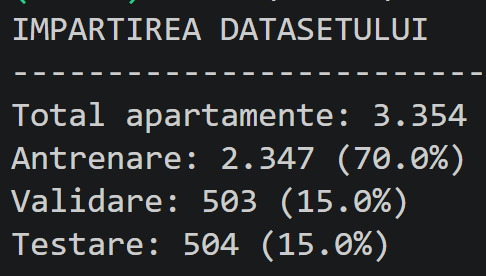 IMPARTIREA DATASETULUI
-------------------------
Total apartamente: 3.354
Antrenare: 2.347 (70.0%)
Validare: 503 (15.0%)
Testare: 504 (15.0%)